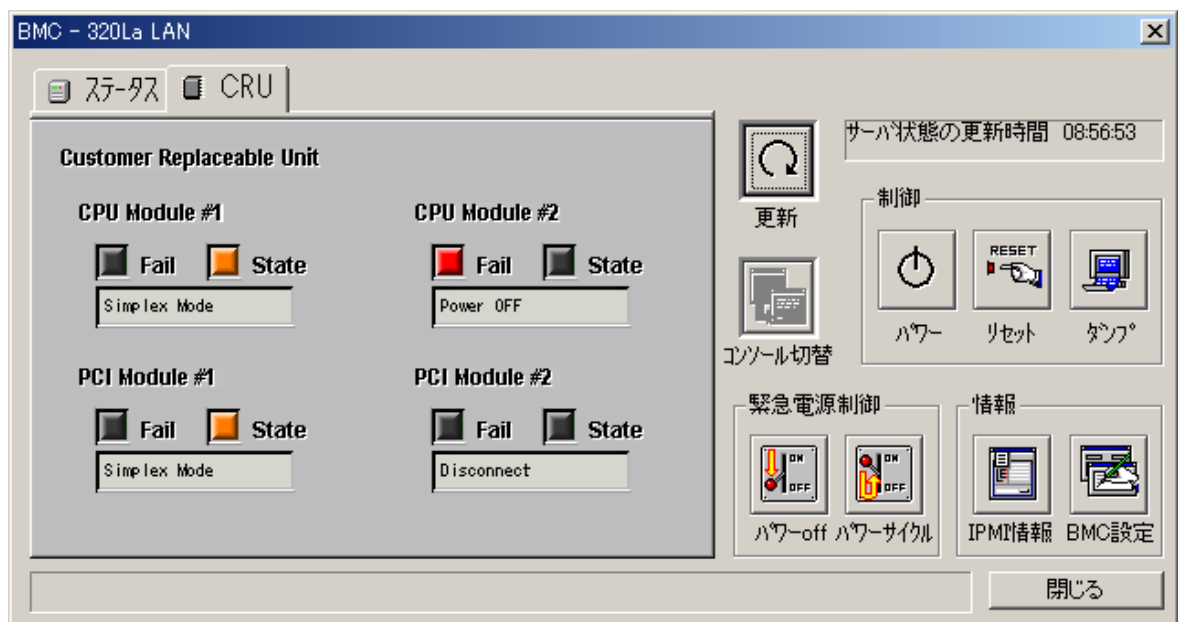 BMC - 320La LAN
ステータス CRU
Customer Replaceable Unit
CPU Module #1
Fail State
Simplex Mode
CPU Module #2
Fail State
Power OFF
PCI Module #1
Fail State
Simplex Mode
PCI Module #2
Fail State
Disconnect
更新
コンソール切替
サーバ状態の更新時間 08:56:53
制御
RESET
パワー リセット ダンプ
緊急電源制御
ON OFF
ON OFF
パワーoff パワーサイクル
情報
IPMI情報 BMC設定
閉じる